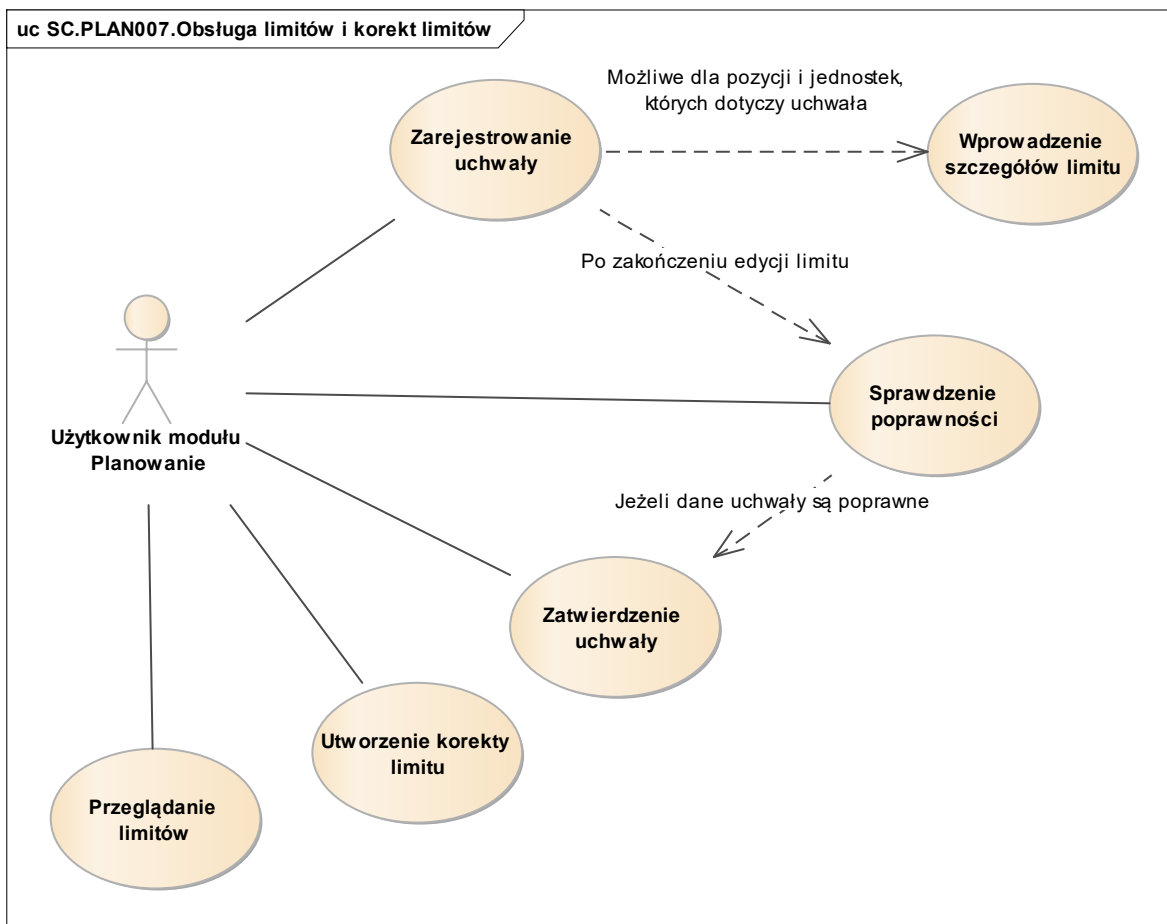 uc SC.PLAN007.Obsługa limitów i korekt limitów
Możliwe dla pozycji i jednostek,
których dotyczy uchwała
Zarejestrowanie
uchwały
Wprowadzenie
szczegółów limitu
Po zakończeniu edycji limitu
Sprawdzenie
poprawności
Użytkownik modułu
Planowanie
Jeżeli dane uchwały są poprawne
Zatwierdzenie
uchwały
Utworzenie korekty
limitu
Przeglądanie
limitów